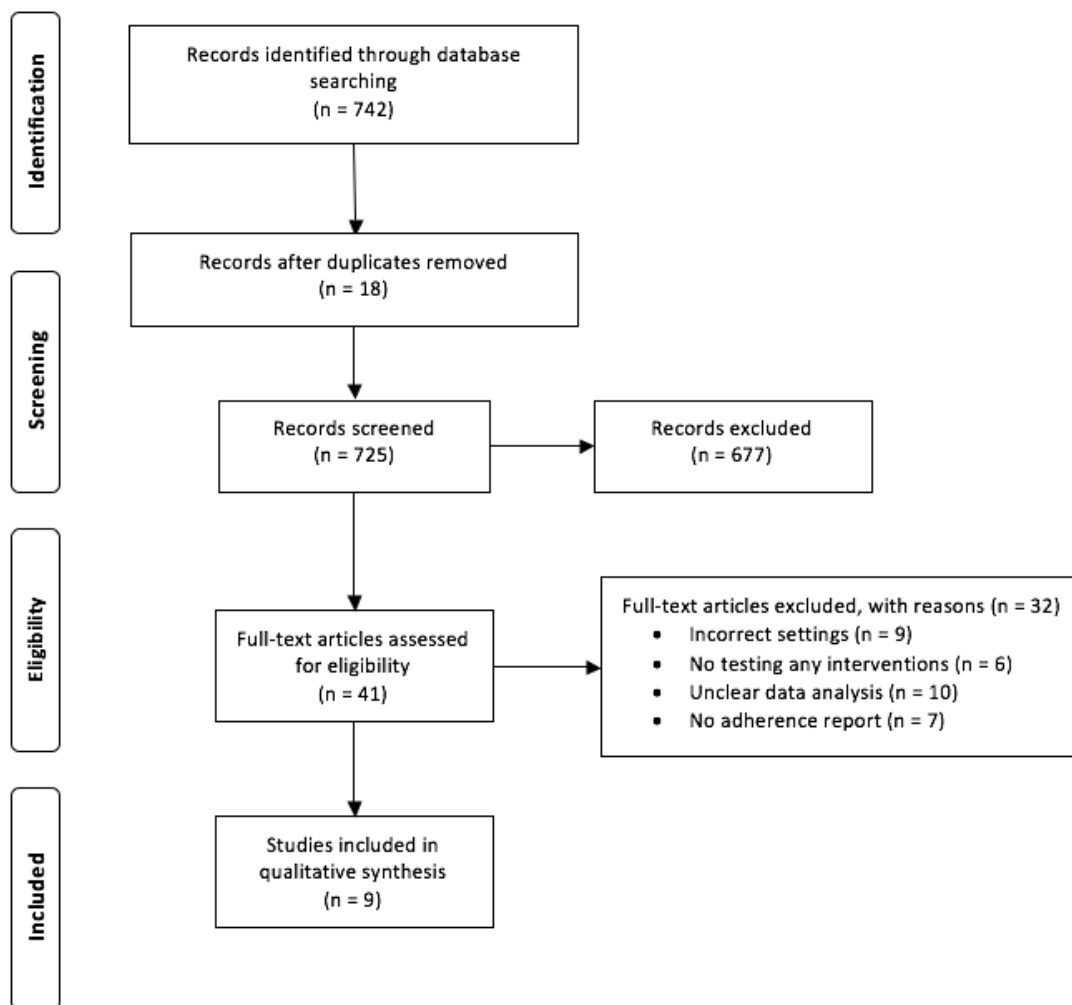 Identification
Records identified through database
searching
(n = 742)
Records after duplicates removed
(n = 18)
Screening
Records screened
(n = 725)
Records excluded
(n = 677)
Eligibility
Full-text articles assessed
for eligibility
(n = 41)
Full-text articles excluded, with reasons (n = 32)
• Incorrect settings (n = 9)
• No testing any interventions (n = 6)
• Unclear data analysis (n = 10)
• No adherence report (n = 7)
Included
Studies included in
qualitative synthesis
(n = 9)